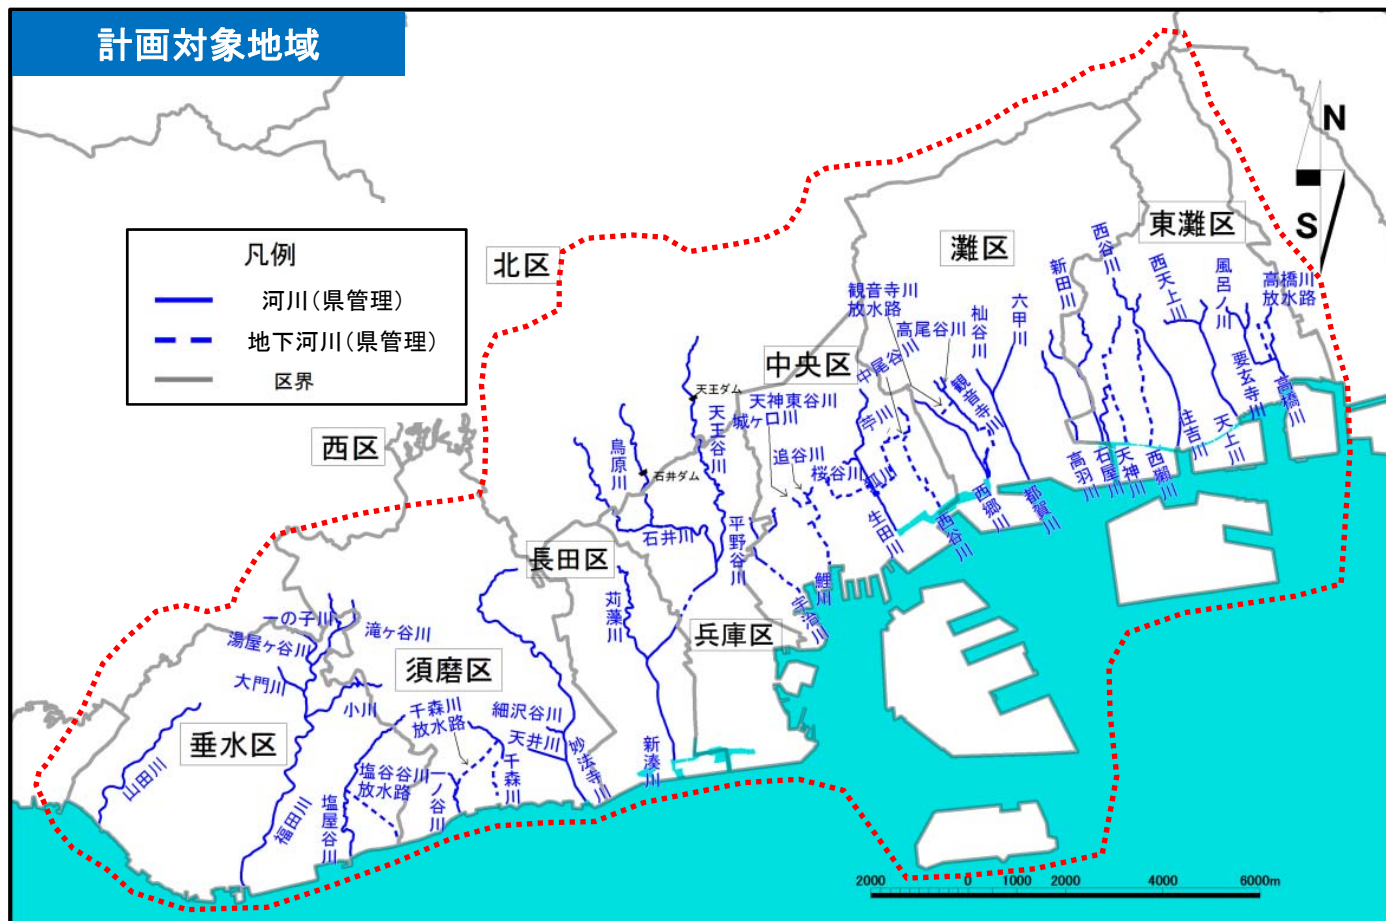 計画対象地域
N
S
凡例
河川(県管理)
地下河川(県管理)
区界
北区
西区
灘区
東灘区
中央区
長田区
兵庫区
須磨区
垂水区
観音寺川
放水路
高尾谷川
中尾谷川
杣谷川
六甲川
観音寺川
新田川
西谷川
西天上川
風呂ノ川
高橋川
放水路
要玄寺川
高橋川
天上川
住吉川
西瀬川
天神川
石屋川
高羽川
都賀川
西郷川
西谷川
生田川
苧川
狐川
桜谷川
追谷川
天神東谷川
城ヶ口川
天王ダム
天王谷川
石井ダム
烏原川
石井川
平野谷川
鯉川
宇治川
苅藻川
新湊川
妙法寺川
細沢谷川
天井川
千森川
放水路
千森川
一ノ谷川
塩谷谷川
放水路
塩屋谷川
福田川
小川
滝ヶ谷川
一の子川
湯屋ヶ谷川
大門川
山田川
2000
0
1000
2000
4000
6000m